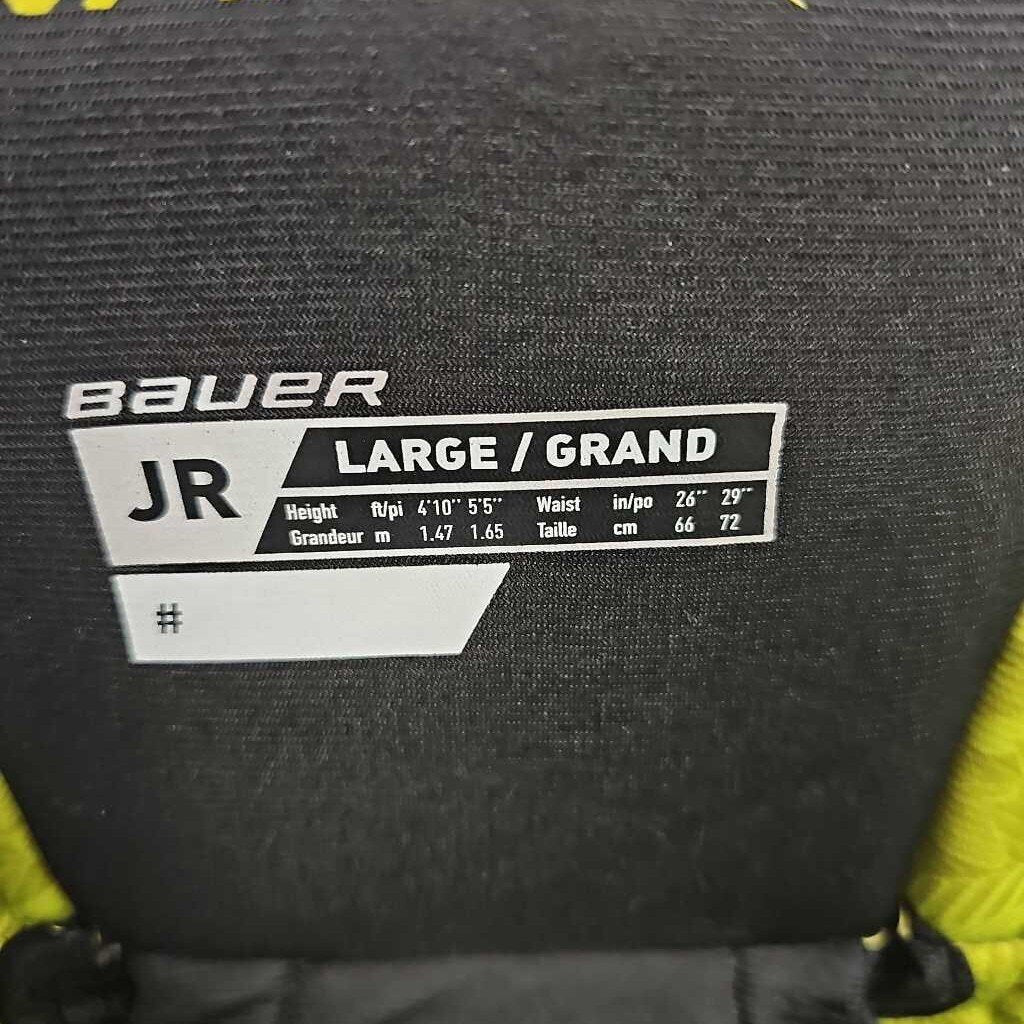 BAUER
JR
LARGE / GRAND
Height ft/pi 4'10'' 5'5'' Waist in/po 26'' 29''
Grandeur m 1.47 1.65 Taille cm 66 72
#